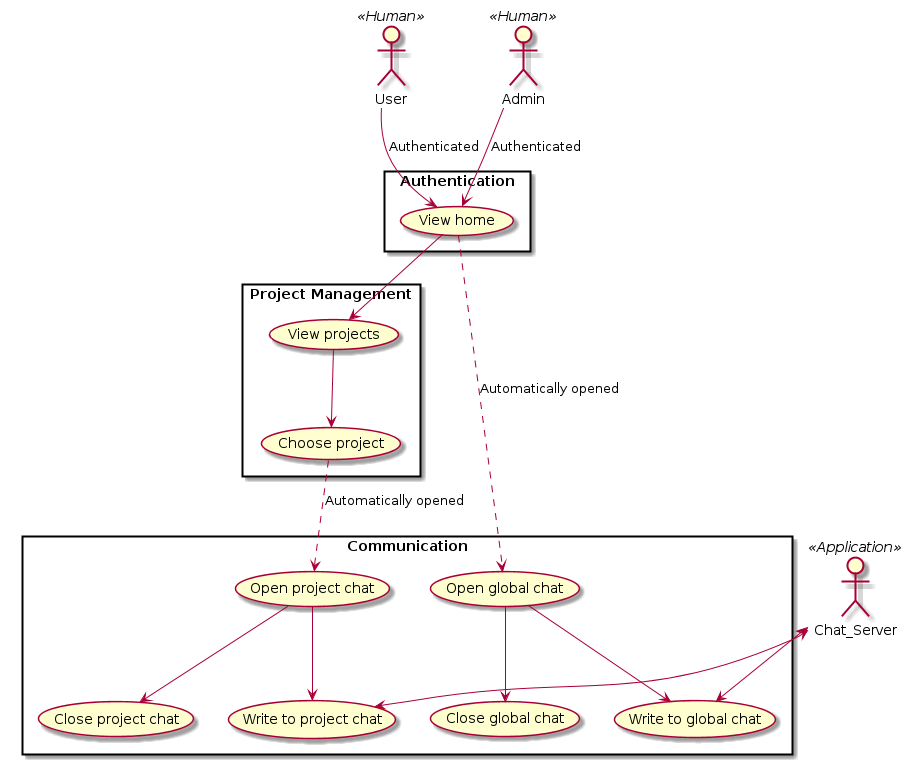 «Human» «Human»
User Admin
Authenticated Authenticated
Authentication
View home
Project Management
View projects
Automatically opened
Choose project
Automatically opened
Communication
«Application»
Open project chat Open global chat
Chat_Server
Close project chat Write to project chat Close global chat Write to global chat